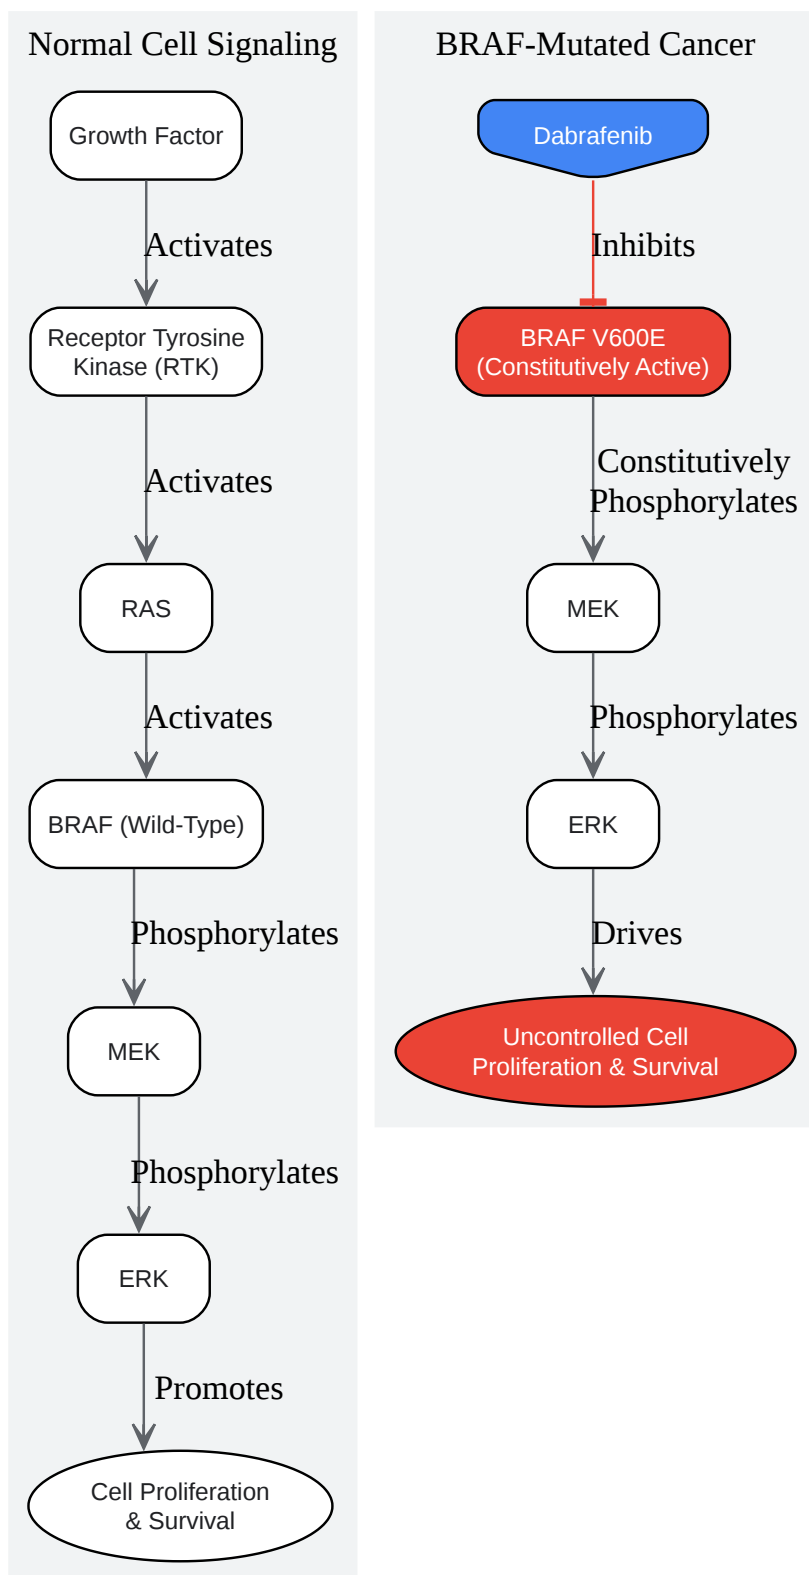 Normal Cell Signaling
Growth Factor
Activates
Receptor Tyrosine
Kinase (RTK)
Activates
RAS
Activates
BRAF (Wild-Type)
Phosphorylates
MEK
Phosphorylates
ERK
Promotes
Cell Proliferation
& Survival
BRAF-Mutated Cancer
Dabrafenib
Inhibits
BRAF V600E
(Constitutively Active)
Constitutively
Phosphorylates
MEK
Phosphorylates
ERK
Drives
Uncontrolled Cell
Proliferation & Survival